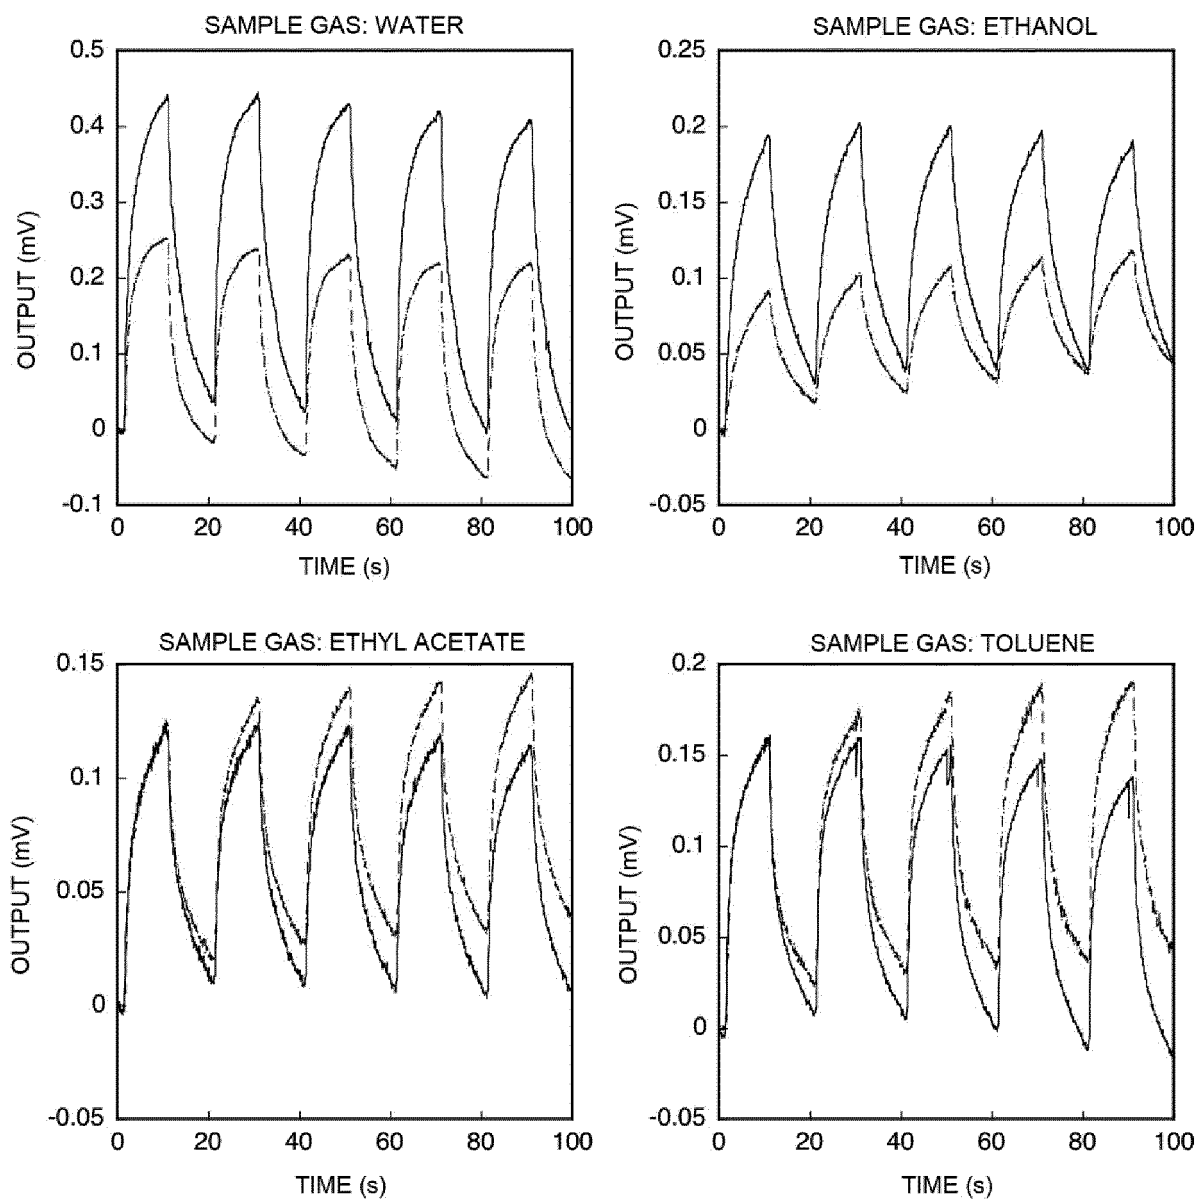 SAMPLE GAS: WATER
OUTPUT (mV)
0.5
0.4
0.3
0.2
0.1
0
-0.1
0 20 40 60 80 100
TIME (s)
SAMPLE GAS: ETHANOL
OUTPUT (mV)
0.25
0.2
0.15
0.1
0.05
0
-0.05
0 20 40 60 80 100
TIME (s)
SAMPLE GAS: ETHYL ACETATE
OUTPUT (mV)
0.15
0.1
0.05
0
-0.05
0 20 40 60 80 100
TIME (s)
SAMPLE GAS: TOLUENE
OUTPUT (mV)
0.2
0.15
0.1
0.05
0
-0.05
0 20 40 60 80 100
TIME (s)